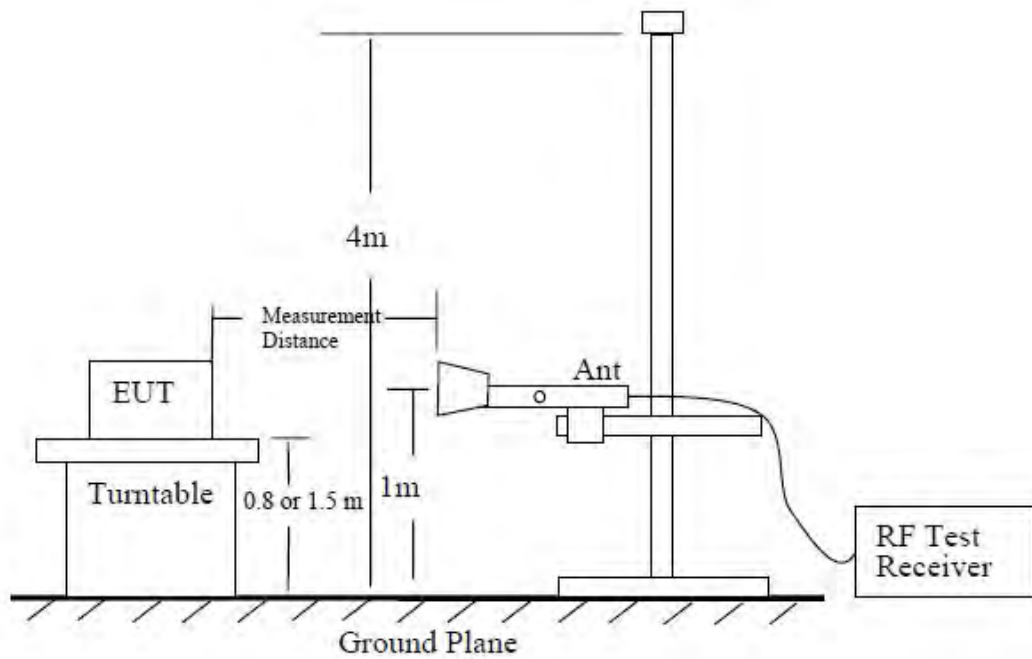 4m
Measurement
Distance
Ant
EUT
Turntable
0.8 or 1.5 m
1m
RF Test
Receiver
Ground Plane